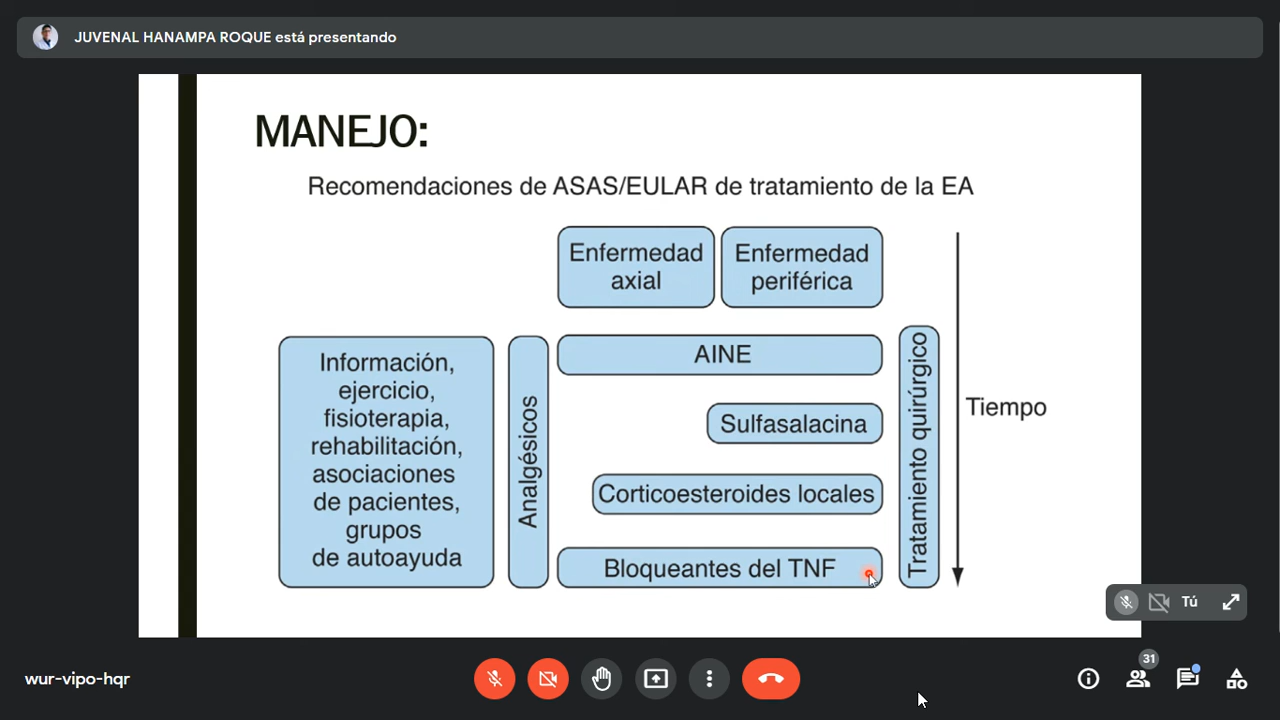 JUVENAL HANAMPA ROQUE está presentando
MANEJO:
Recomendaciones de ASAS/EULAR de tratamiento de la EA
Enfermedad
axial
Enfermedad
periférica
Información,
ejercicio,
fisioterapia,
rehabilitación,
asociaciones
de pacientes,
grupos
de autoayuda
Analgésicos
AINE
Sulfasalacina
Corticoesteroides locales
Bloqueantes del TNF
Tratamiento quirúrgico
Tiempo
Tú
wur-vipo-hqr
31